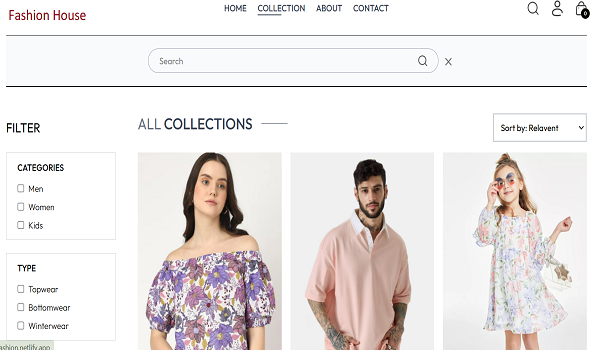 Fashion House
HOME COLLECTION ABOUT CONTACT
0
Search
X
FILTER
ALL COLLECTIONS
Sort by: Relavent
CATEGORIES
Men
Women
Kids
TYPE
Topwear
Bottomwear
Winterwear
ashion.netlify.app